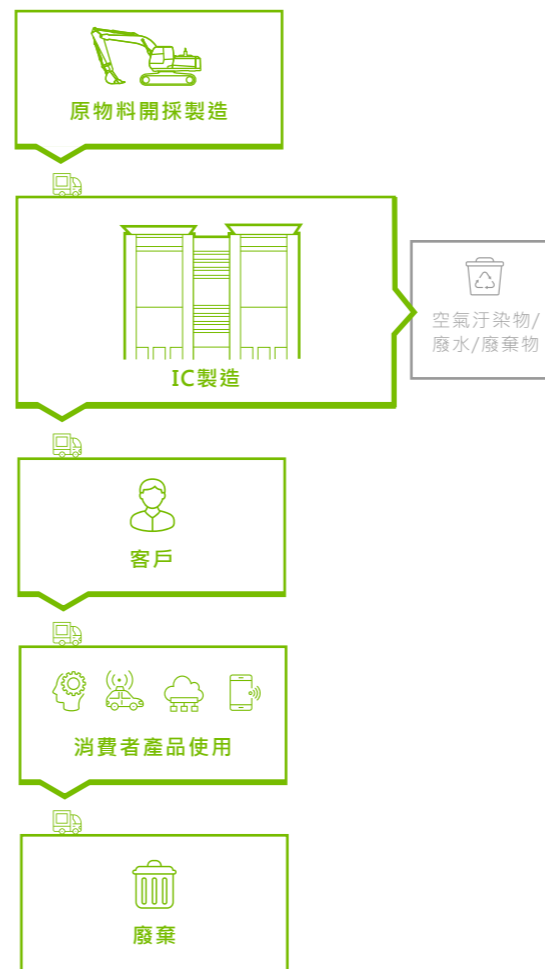 原物料開採製造
IC製造
空氣汙染物/
廢水/廢棄物
客戶
消費者產品使用
廢棄